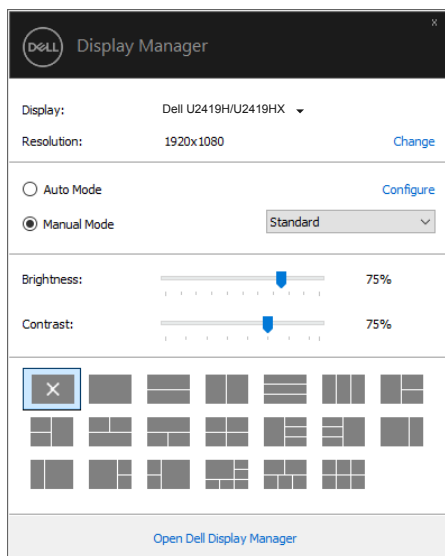 x
DELL Display Manager
Display: Dell U2419H/U2419HX
Resolution: 1920x1080 Change
Auto Mode Configure
Manual Mode Standard
Brightness: 75%
Contrast: 75%
Open Dell Display Manager